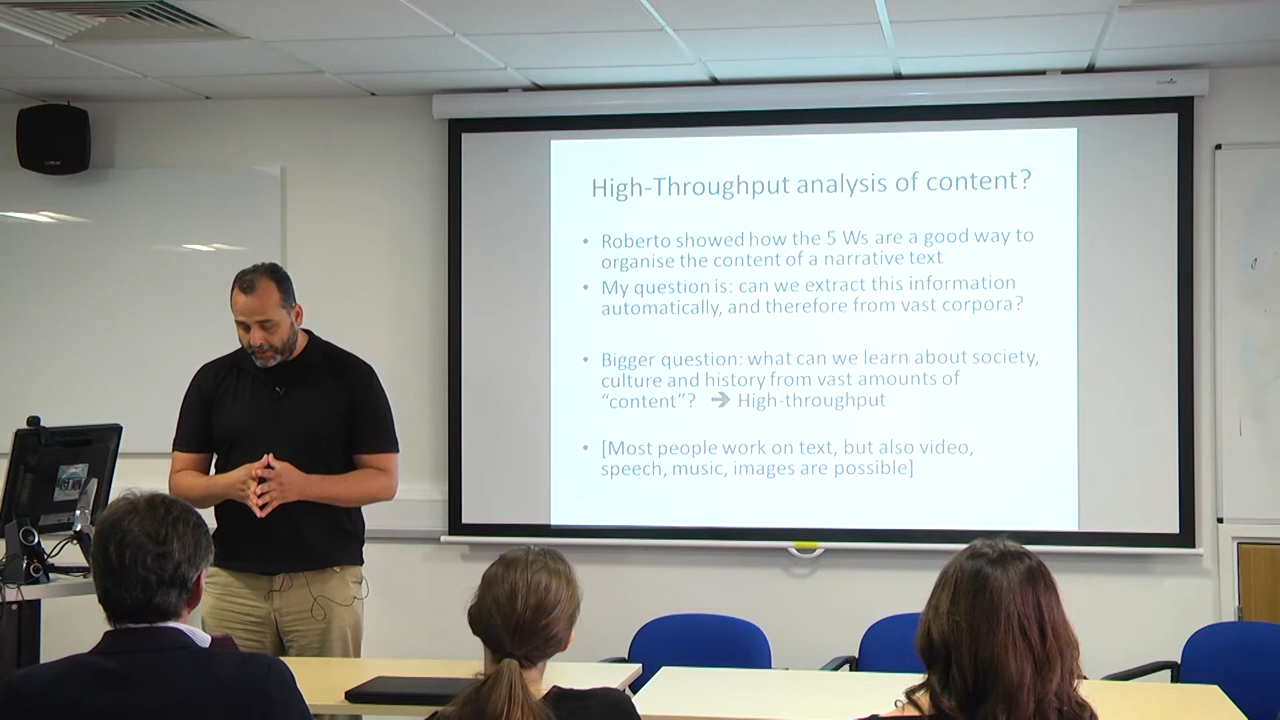 High-Throughput analysis of content?
• Roberto showed how the 5 Ws are a good way to
organise the content of a narrative text
• My question is: can we extract this information
automatically, and therefore from vast corpora?
• Bigger question: what can we learn about society,
culture and history from vast amounts of
“content”? ➔ High-throughput
• [Most people work on text, but also video,
speech, music, images are possible]